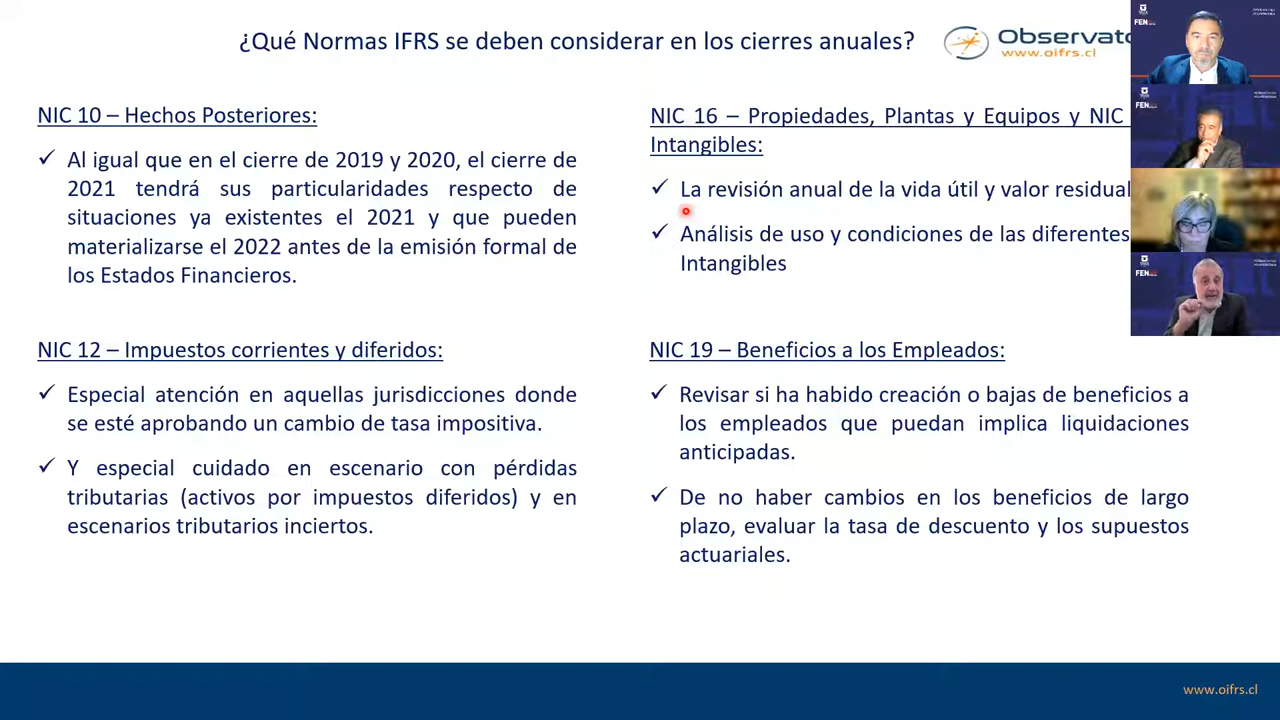 ¿Qué Normas IFRS se deben considerar en los cierres anuales?
Observato
www.oifrs.cl
NIC 10 – Hechos Posteriores:
✓ Al igual que en el cierre de 2019 y 2020, el cierre de
2021 tendrá sus particularidades respecto de
situaciones ya existentes el 2021 y que pueden
materializarse el 2022 antes de la emisión formal de
los Estados Financieros.
NIC 16 – Propiedades, Plantas y Equipos y NIC
Intangibles:
✓ La revisión anual de la vida útil y valor residual
✓ Análisis de uso y condiciones de las diferentes
Intangibles
NIC 12 – Impuestos corrientes y diferidos:
✓ Especial atención en aquellas jurisdicciones donde
se esté aprobando un cambio de tasa impositiva.
✓ Y especial cuidado en escenario con pérdidas
tributarias (activos por impuestos diferidos) y en
escenarios tributarios inciertos.
NIC 19 – Beneficios a los Empleados:
✓ Revisar si ha habido creación o bajas de beneficios a
los empleados que puedan implica liquidaciones
anticipadas.
✓ De no haber cambios en los beneficios de largo
plazo, evaluar la tasa de descuento y los supuestos
actuariales.
www.oifrs.cl
FEN
FEN
FEN